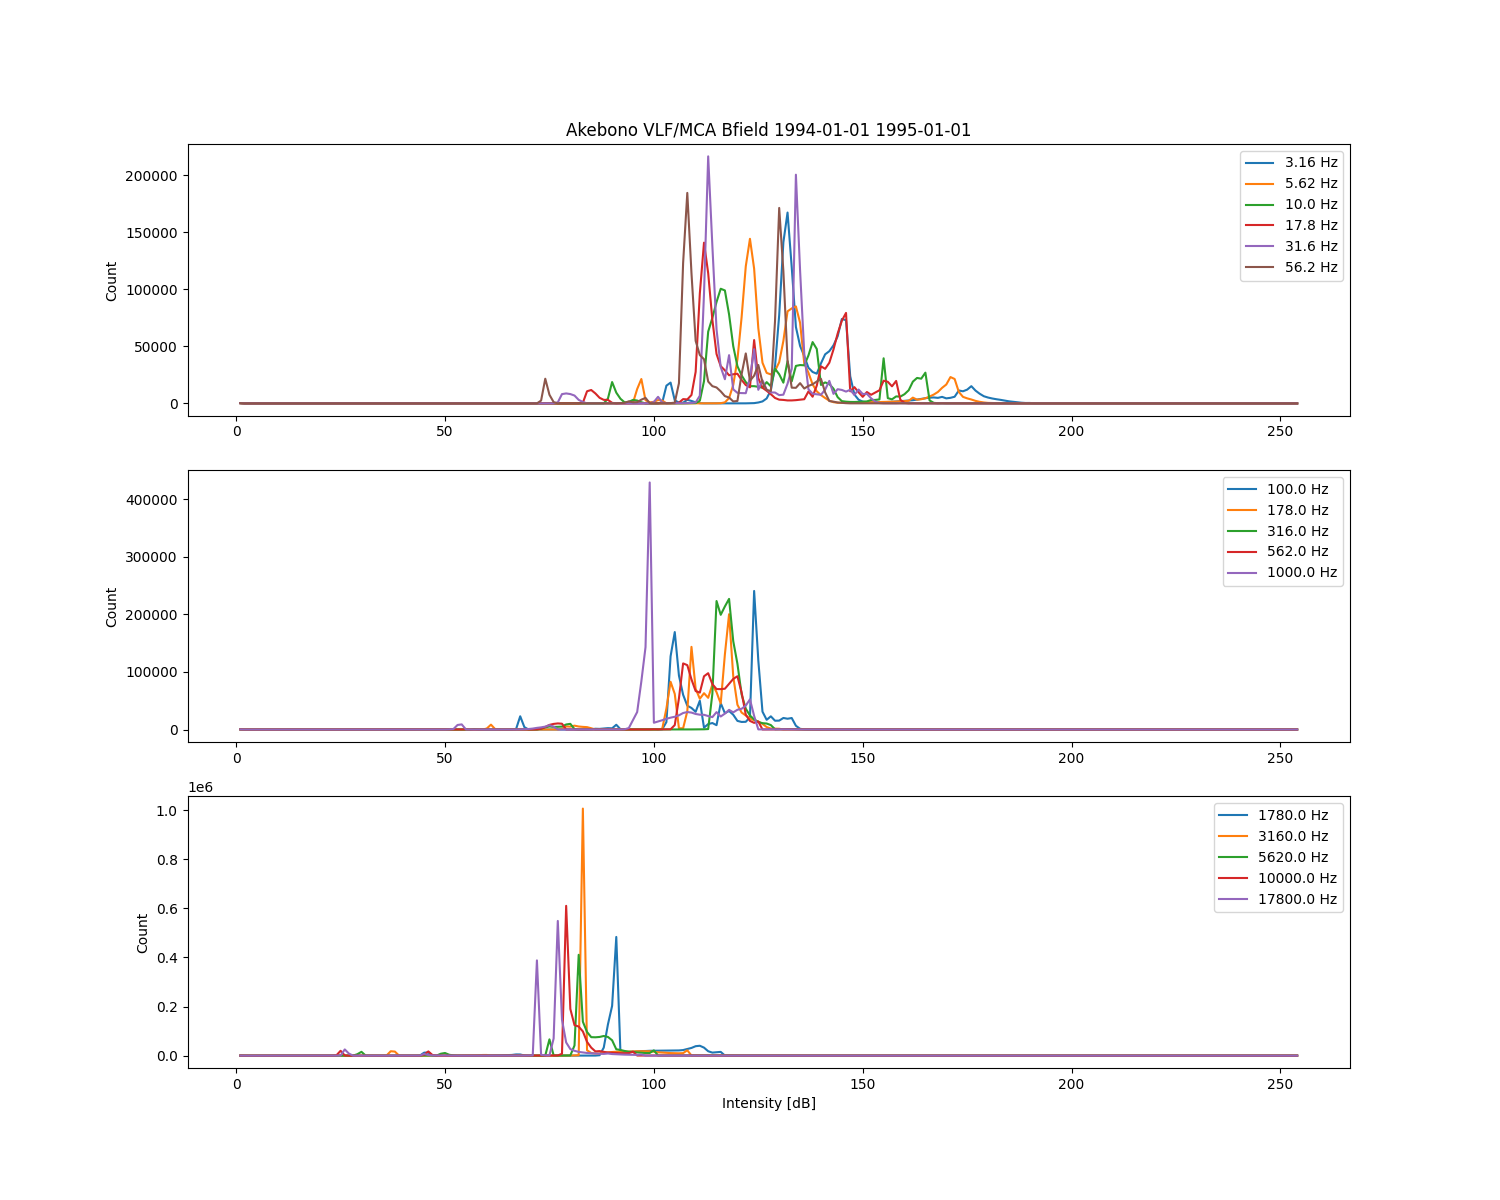 Akebono VLF/MCA Bfield 1994-01-01 1995-01-01
200000
150000
100000
50000
0
Count
3.16 Hz
5.62 Hz
10.0 Hz
17.8 Hz
31.6 Hz
56.2 Hz
0 50 100 150 200 250
400000
300000
200000
100000
0
Count
100.0 Hz
178.0 Hz
316.0 Hz
562.0 Hz
1000.0 Hz
0 50 100 150 200 250
1e6
1.0
0.8
0.6
0.4
0.2
0.0
Count
1780.0 Hz
3160.0 Hz
5620.0 Hz
10000.0 Hz
17800.0 Hz
0 50 100 150 200 250
Intensity [dB]